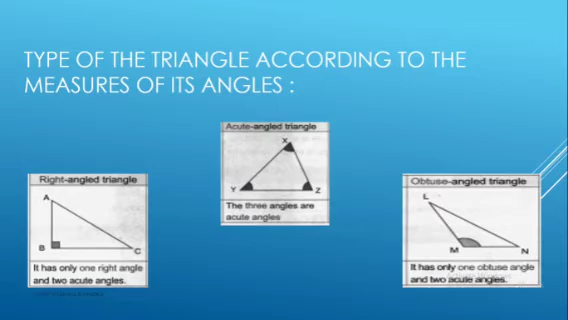 TYPE OF THE TRIANGLE ACCORDING TO THE
MEASURES OF ITS ANGLES :
Right-angled triangle
A
B
C
It has only one right angle
and two acute angles.
Acute-angled triangle
X
Y
Z
The three angles are
acute angles
Obtuse-angled triangle
L
M
N
It has only one obtuse angle
and two acute angles.